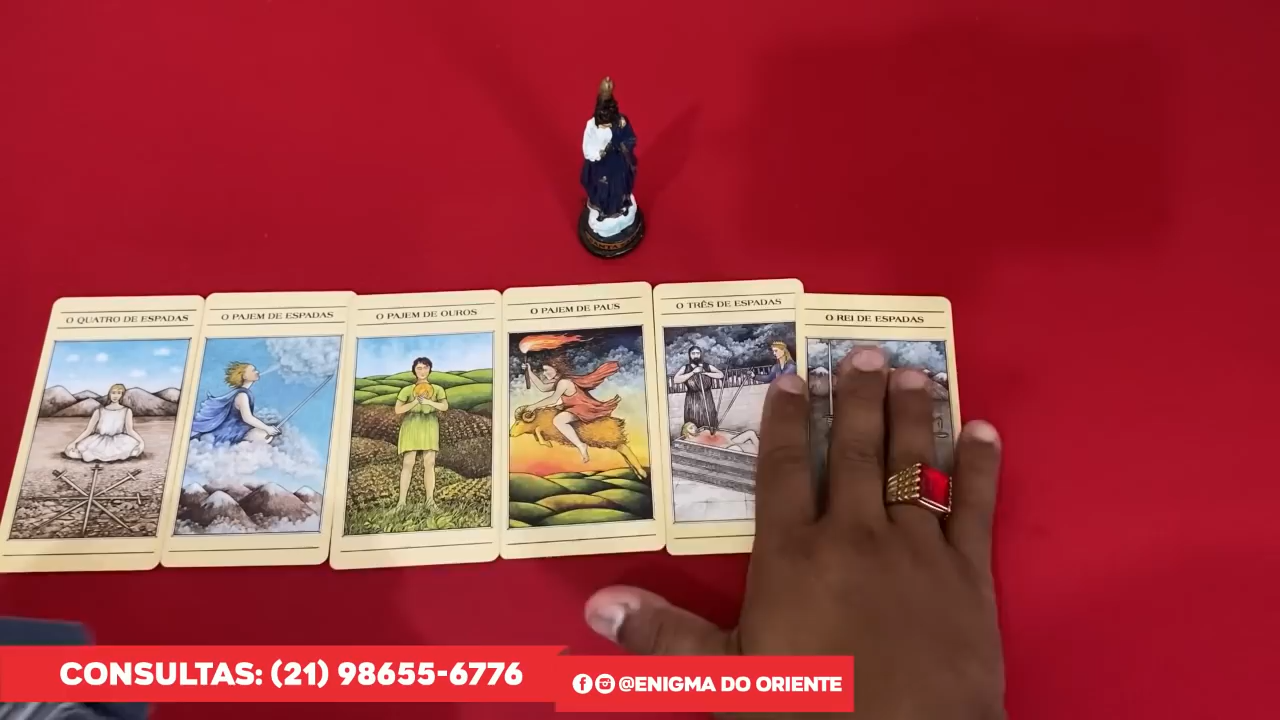 O QUATRO DE ESPADAS
O PAJEM DE ESPADAS
O PAJEM DE OUROS
O PAJEM DE PAUS
O TRÊS DE ESPADAS
O REI DE ESPADAS
CONSULTAS: (21) 98655-6776
@ENIGMA DO ORIENTE